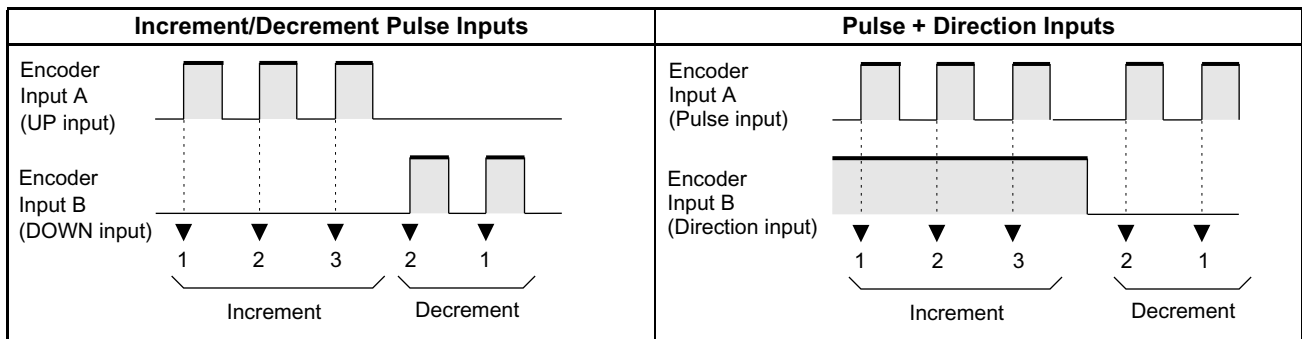 Increment/Decrement Pulse Inputs
Encoder
Input A
(UP input)
Encoder
Input B
(DOWN input)
1 2 3 2 1
Increment Decrement
Pulse + Direction Inputs
Encoder
Input A
(Pulse input)
Encoder
Input B
(Direction input)
1 2 3 2 1
Increment Decrement